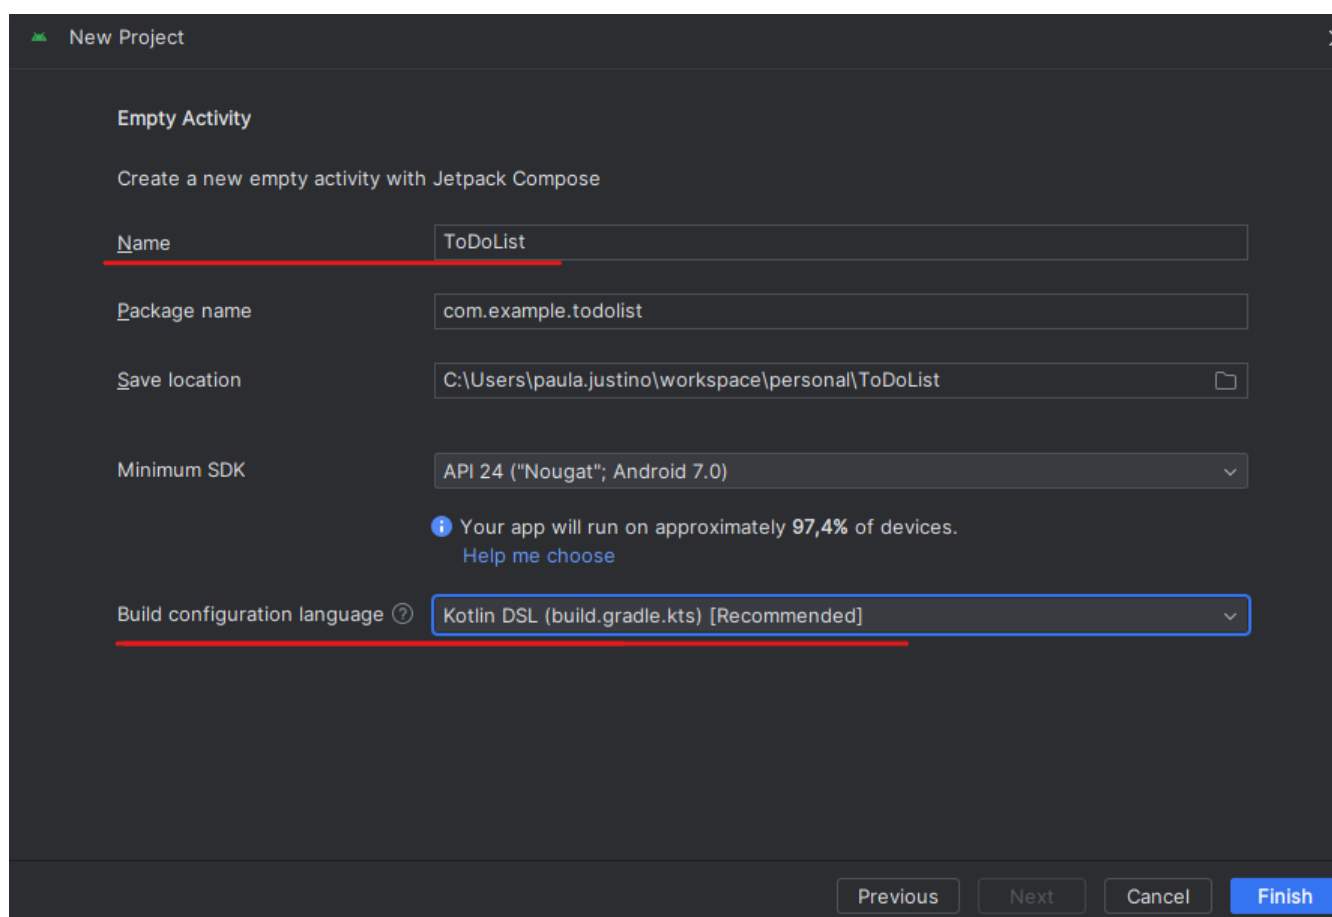 New Project
Empty Activity
Create a new empty activity with Jetpack Compose
Name ToDoList
Package name com.example.todolist
Save location C:\Users\paula.justino\workspace\personal\ToDoList
Minimum SDK API 24 ("Nougat"; Android 7.0)
Your app will run on approximately 97,4% of devices.
Help me choose
Build configuration language ? Kotlin DSL (build.gradle.kts) [Recommended]
Previous Next Cancel Finish